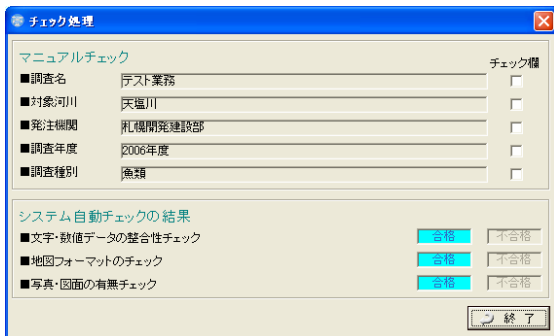 チェック処理
マニュアルチェック
チェック欄
■調査名 テスト業務
■対象河川 天塩川
■発注機関 札幌開発建設部
■調査年度 2006年度
■調査種別 魚類
システム自動チェックの結果
■文字・数値データの整合性チェック 合格 不合格
■地図フォーマットのチェック 合格 不合格
■写真・図面の有無チェック 合格 不合格
終了